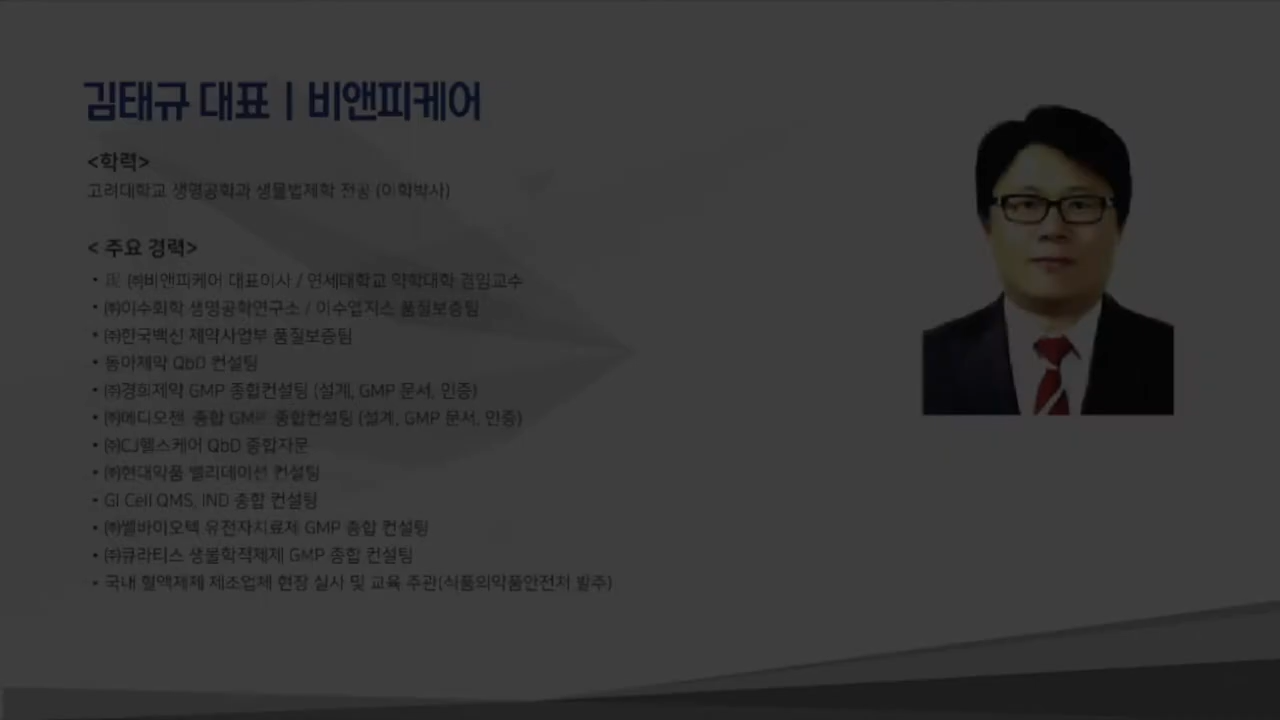 김태규 대표 | 비앤피케어
<학력>
고려대학교 생명공학과 생물법제학 전공 (이학박사)
< 주요 경력>
• 現 ㈜비앤피케어 대표이사 / 연세대학교 약학대학 겸임교수
• ㈜이수화학 생명공학연구소 / 이수앱지스 품질보증팀
• ㈜한국백신 제약사업부 품질보증팀
• 동아제약 QbD 컨설팅
• ㈜경희제약 GMP 종합컨설팅 (설계, GMP 문서, 인증)
• ㈜메디오젠 종합 GMP 종합컨설팅 (설계, GMP 문서, 인증)
• ㈜CJ헬스케어 QbD 종합자문
• ㈜현대약품 밸리데이션 컨설팅
• GI Cell QMS, IND 종합 컨설팅
• ㈜쎌바이오텍 유전자치료제 GMP 종합 컨설팅
• ㈜큐라티스 생물학적제제 GMP 종합 컨설팅
• 국내 혈액제제 제조업체 현장 실사 및 교육 주관(식품의약품안전처 발주)